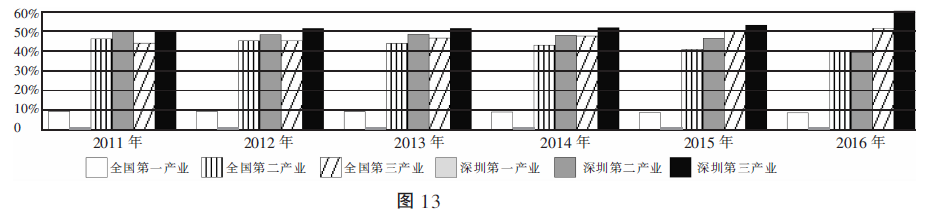 60%
50%
40%
30%
20%
10%
0
2011 年 2012 年 2013 年 2014 年 2015 年 2016 年
全国第一产业 全国第二产业 全国第三产业 深圳第一产业 深圳第二产业 深圳第三产业
图 13